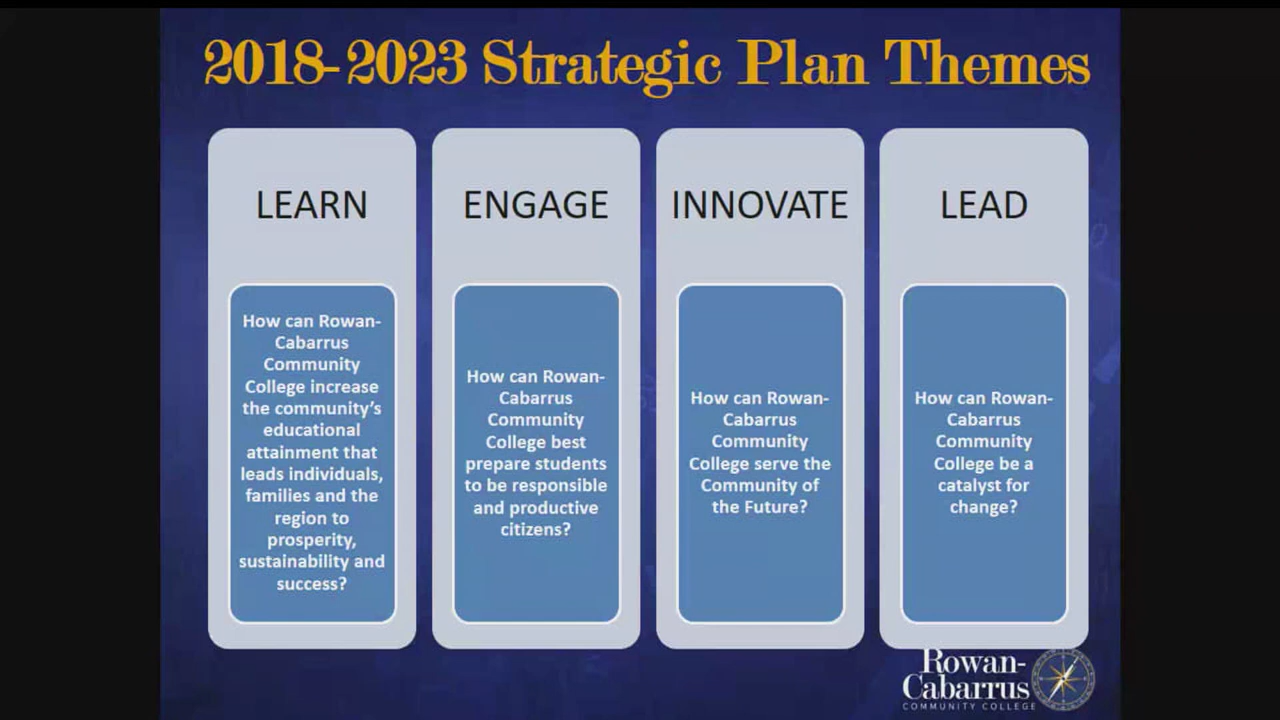 2018-2023 Strategic Plan Themes
LEARN
How can Rowan-
Cabarrus
Community
College increase
the community's
educational
attainment that
leads individuals,
families and the
region to
prosperity,
sustainability and
success?
ENGAGE
How can Rowan-
Cabarrus
Community
College best
prepare students
to be responsible
and productive
citizens?
INNOVATE
How can Rowan-
Cabarrus
Community
College serve the
Community of
the Future?
LEAD
How can Rowan-
Cabarrus
Community
College be a
catalyst for
change?
Rowan-
Cabarrus
COMMUNITY COLLEGE